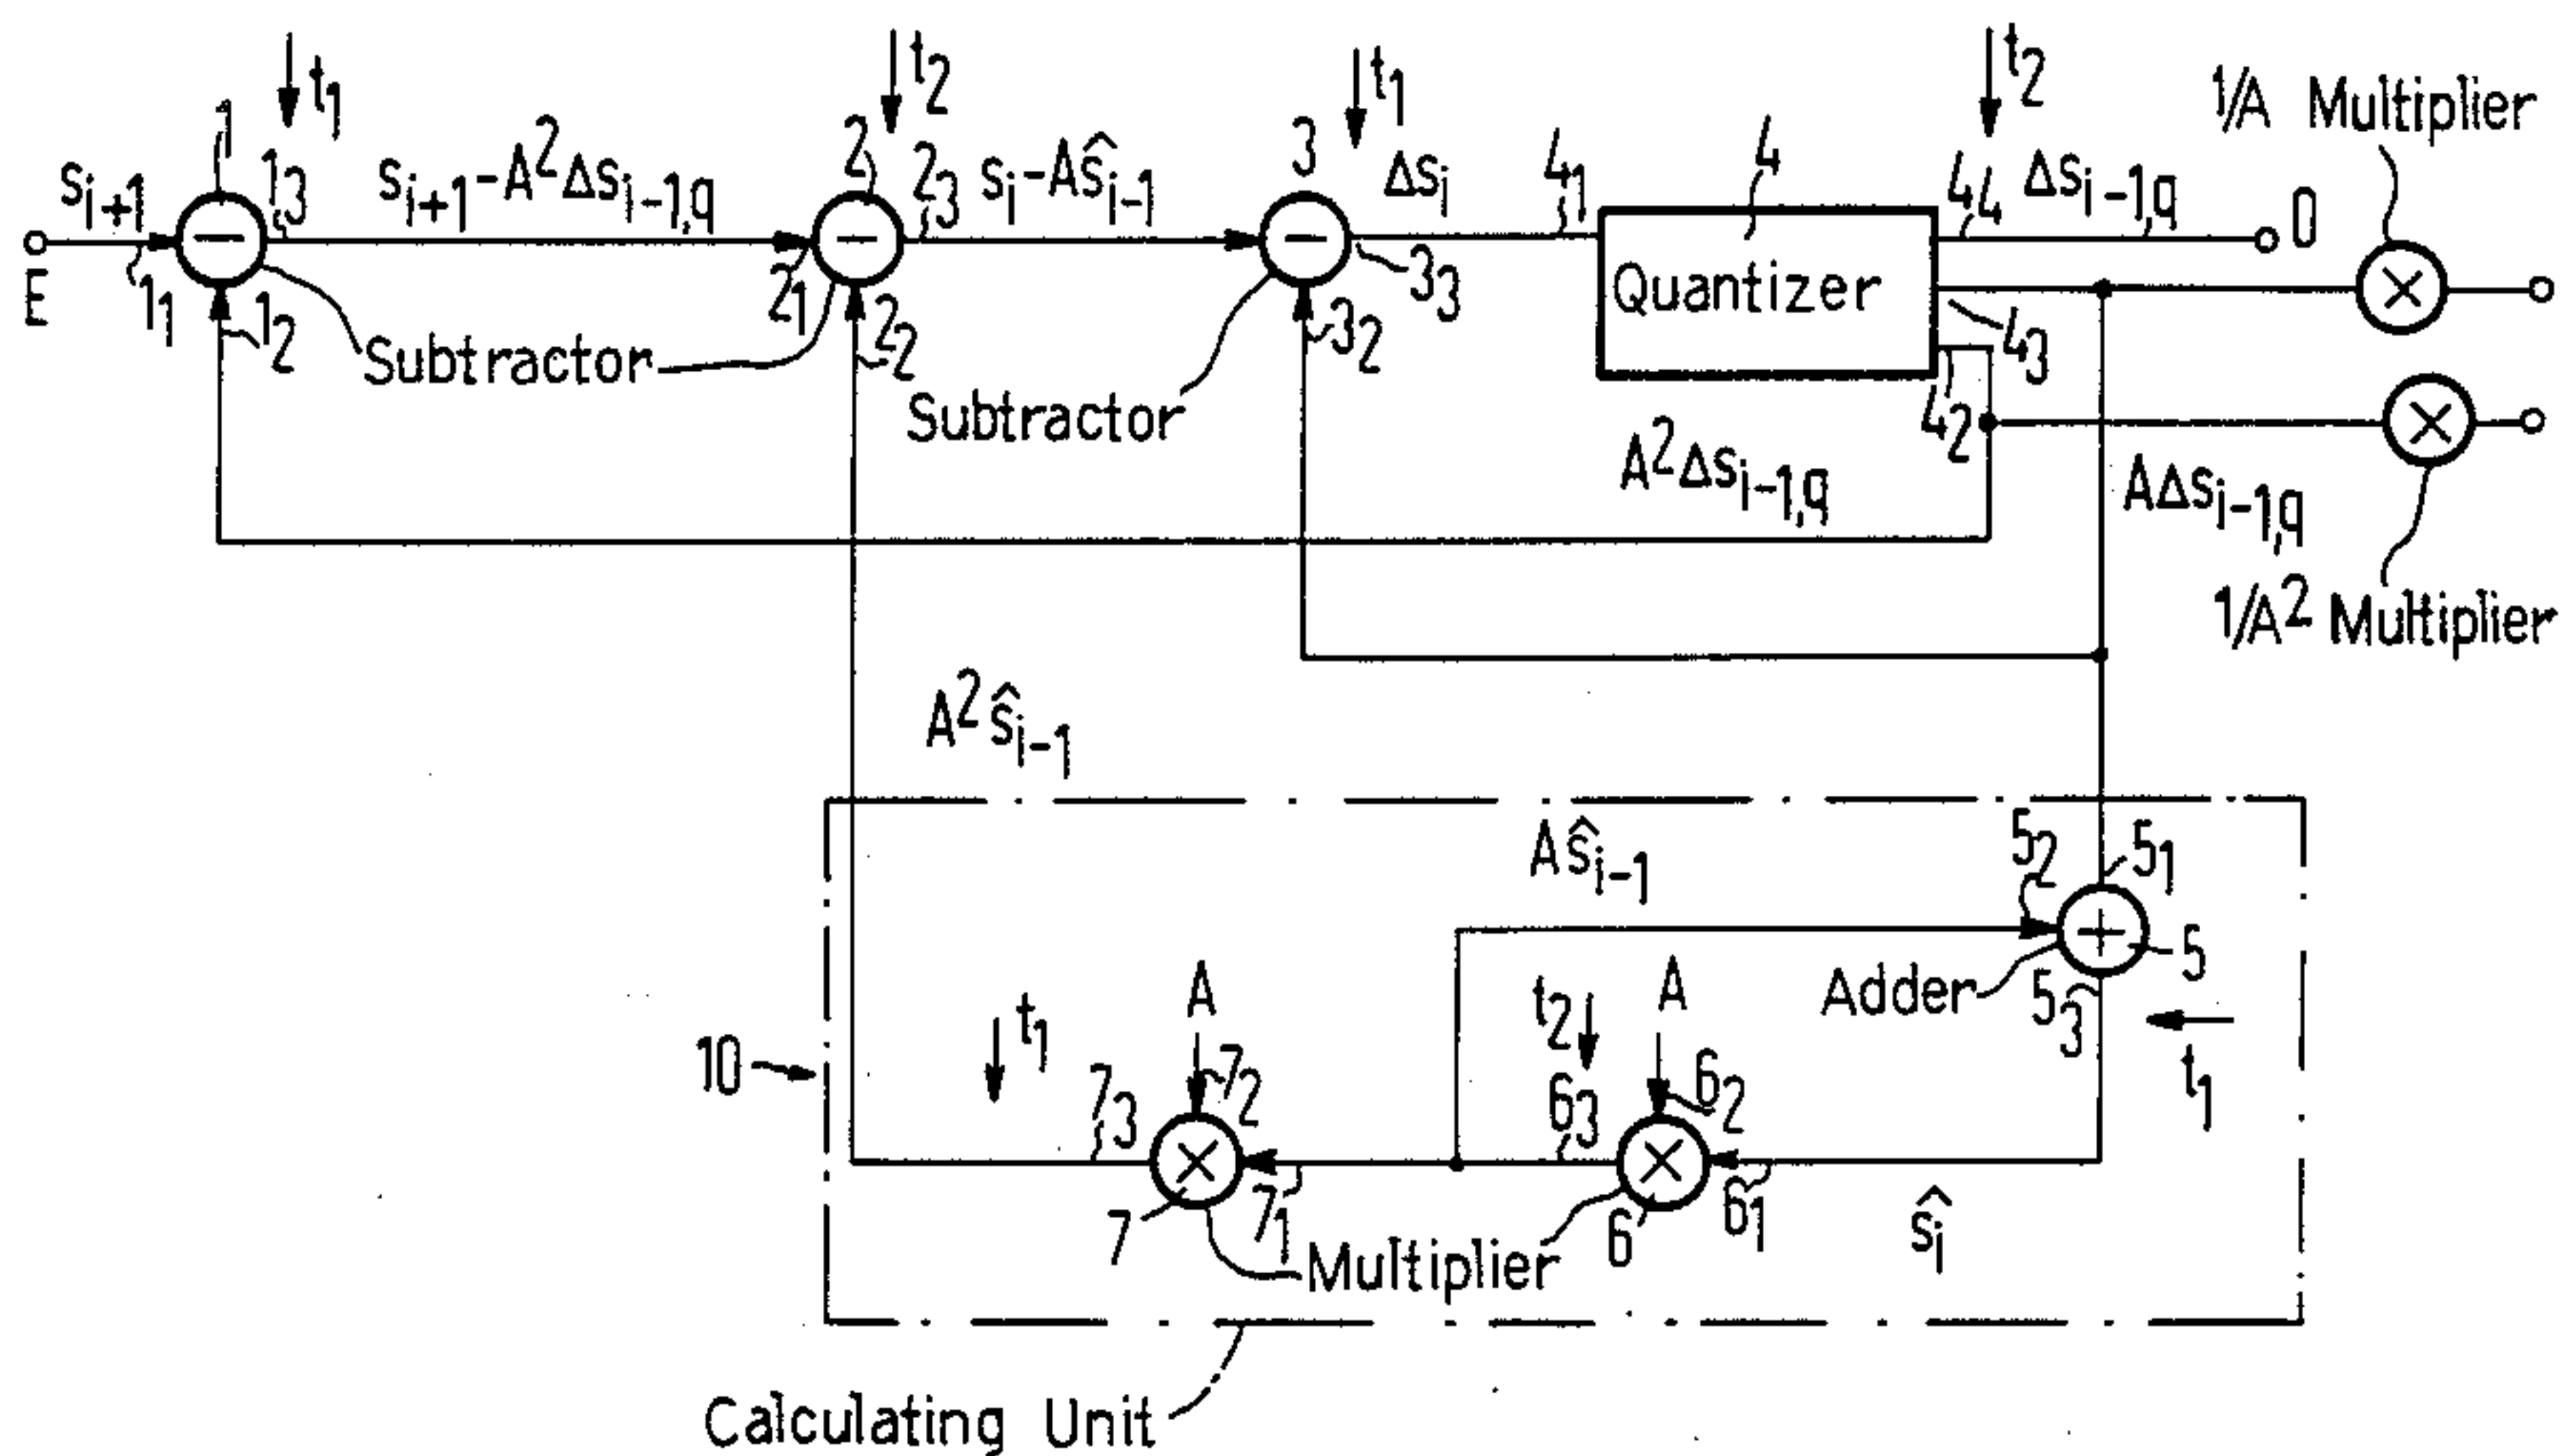 t₁
t₂
t₁
t₂
1/A Multiplier
1
2
3
4
sᵢ₊₁
1₃
sᵢ₊₁-A²Δsᵢ₋₁,q
2₃
sᵢ-Aŝᵢ₋₁
Δsᵢ
4₁
4₄
Δsᵢ₋₁,q
0
E
1₁
1₂
2₁
2₂
3₃
3₂
Quantizer
4₃
4₂
Subtractor
Subtractor
A²Δsᵢ₋₁,q
AΔsᵢ₋₁,q
1/A² Multiplier
A²ŝᵢ₋₁
Aŝᵢ₋₁
5₂
5₁
5
Adder
5₃
t₁
10
t₁
A
t₂
A
7₃
7₂
6₃
6₂
7
7₁
6
6₁
ŝᵢ
Multiplier
Calculating Unit